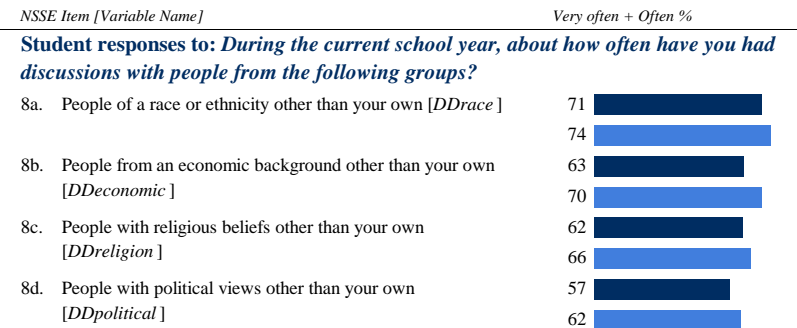 NSSE Item [Variable Name] Very often + Often %
Student responses to: During the current school year, about how often have you had
discussions with people from the following groups?
8a. People of a race or ethnicity other than your own [DDrace ] 71
74
8b. People from an economic background other than your own 63
[DDeconomic ] 70
8c. People with religious beliefs other than your own 62
[DDreligion ] 66
8d. People with political views other than your own 57
[DDpolitical ] 62